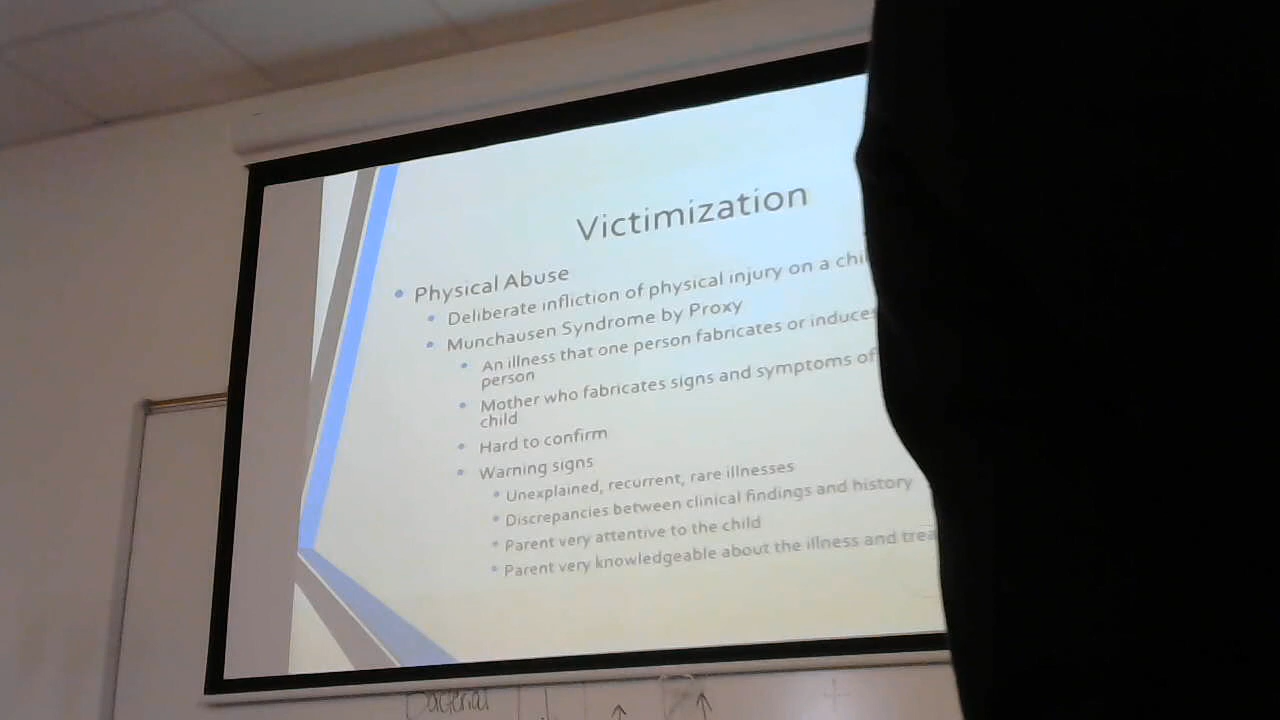 Victimization
• Physical Abuse
• Deliberate infliction of physical injury on a
• Munchausen Syndrome by Proxy
• An illness that one person fabricates or induces
person
• Mother who fabricates signs and symptoms of
child
• Hard to confirm
• Warning signs
• Unexplained, recurrent, rare illnesses
• Discrepancies between clinical findings and history
• Parent very attentive to the child
• Parent very knowledgeable about the illness and
Bacterial